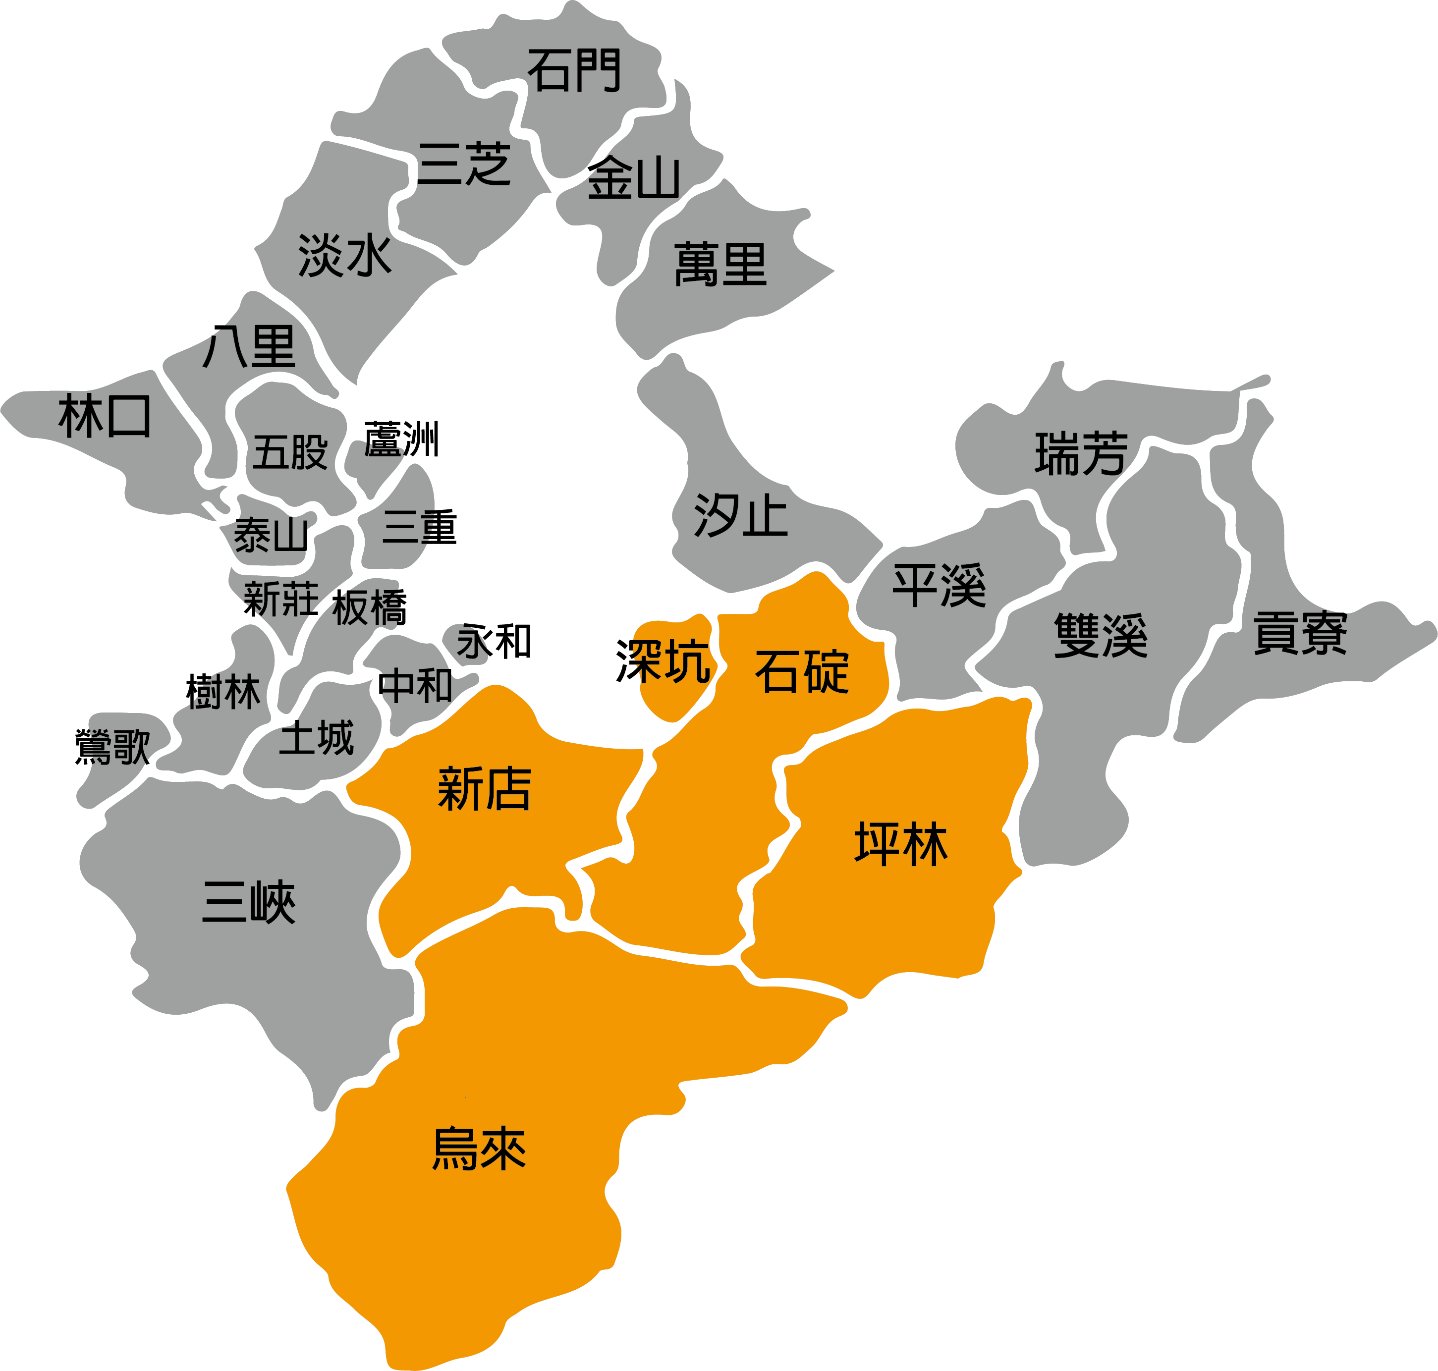 石門
三芝
金山
淡水
萬里
八里
林口
五股
蘆洲
瑞芳
汐止
泰山
三重
平溪
新莊
板橋
雙溪
貢寮
永和
深坑
石碇
樹林
中和
土城
鶯歌
新店
坪林
三峽
烏來